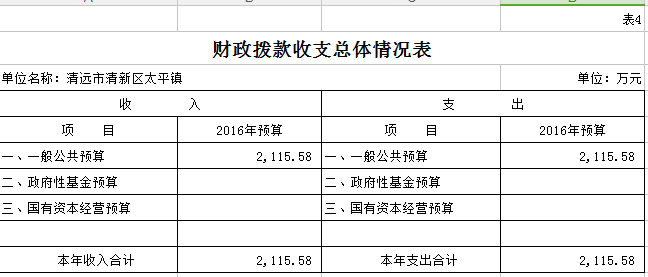 表4
财政拨款收支总体情况表
单位名称：清远市清新区太平镇 单位：万元
收 入 支 出
项 目 2016年预算 项 目 2016年预算
一、一般公共预算 2,115.58 一、一般公共预算 2,115.58
二、政府性基金预算 二、政府性基金预算
三、国有资本经营预算 三、国有资本经营预算
本年收入合计 2,115.58 本年支出合计 2,115.58